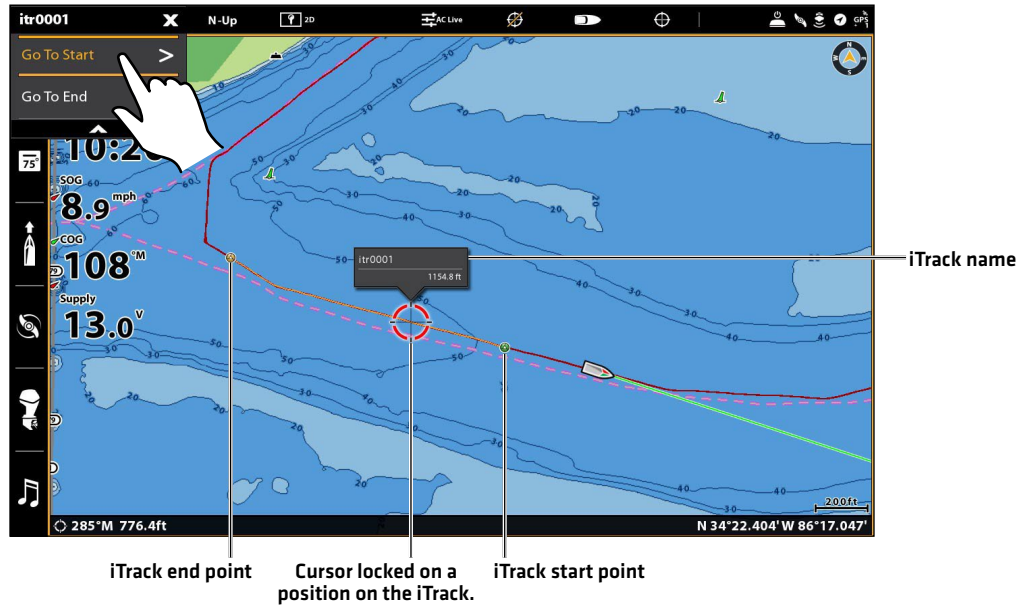 itr0001 X N-Up 2D AC Live GPS
Go To Start >
Go To End
75°
SOG
8.9 mph
COG
108 °M
Supply
13.0 V
itr0001
1154.8 ft
iTrack name
200ft
285°M 776.4ft
N 34°22.404' W 86°17.047'
iTrack end point
Cursor locked on a
position on the iTrack.
iTrack start point